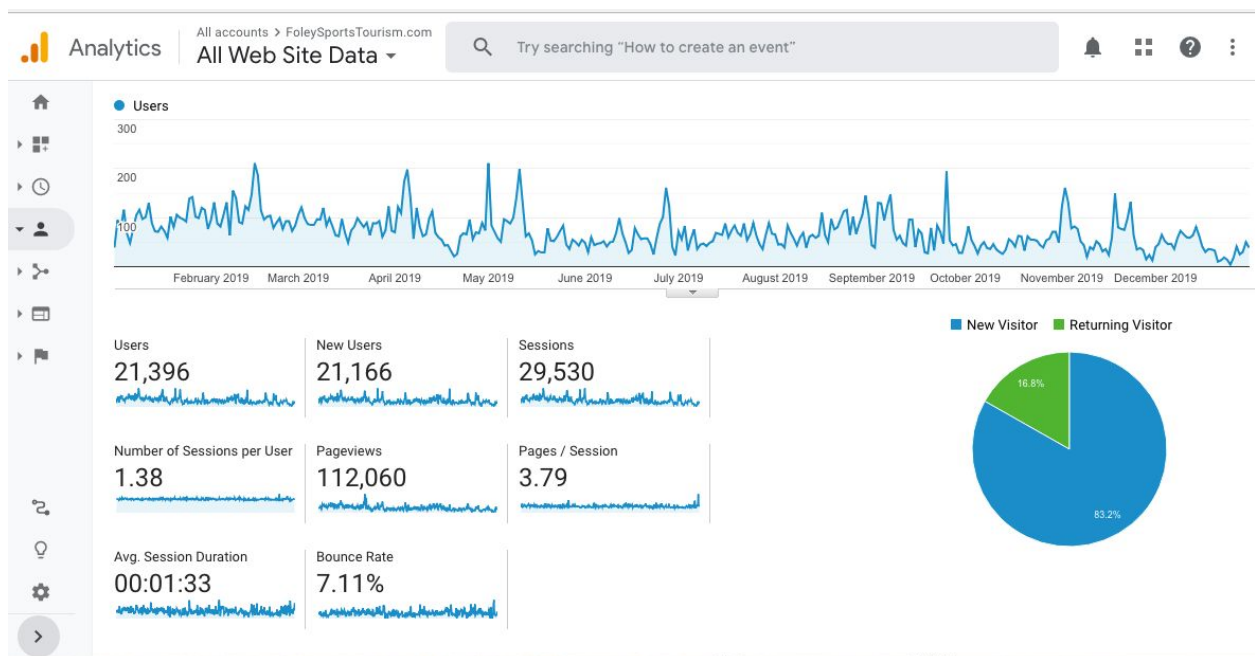 Analytics
All accounts > FoleySportsTourism.com
All Web Site Data
Try searching "How to create an event"
Users
300
200
100
February 2019 March 2019 April 2019 May 2019 June 2019 July 2019 August 2019 September 2019 October 2019 November 2019 December 2019
New Visitor Returning Visitor
Users New Users Sessions
21,396 21,166 29,530
16.8%
Number of Sessions per User Pageviews Pages / Session
1.38 112,060 3.79
83.2%
Avg. Session Duration Bounce Rate
00:01:33 7.11%